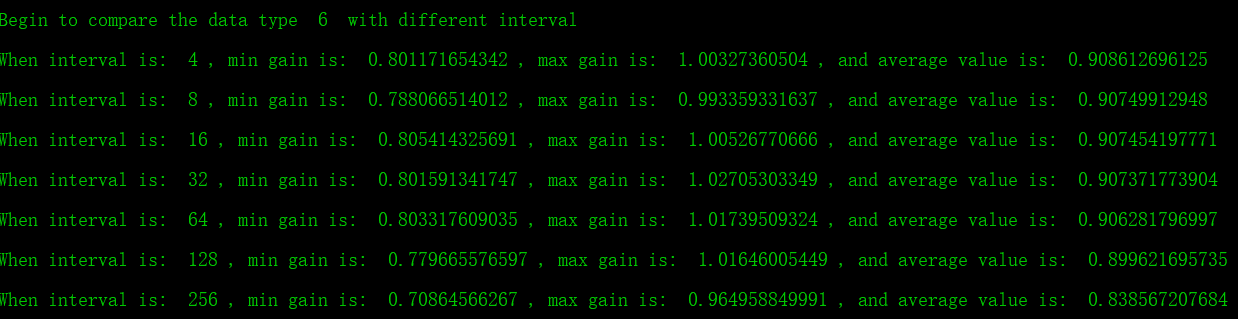 Begin to compare the data type 6 with different interval
When interval is: 4 , min gain is: 0.801171654342 , max gain is: 1.00327360504 , and average value is: 0.908612696125
When interval is: 8 , min gain is: 0.788066514012 , max gain is: 0.993359331637 , and average value is: 0.90749912948
When interval is: 16 , min gain is: 0.805414325691 , max gain is: 1.00526770666 , and average value is: 0.907454197771
When interval is: 32 , min gain is: 0.801591341747 , max gain is: 1.02705303349 , and average value is: 0.907371773904
When interval is: 64 , min gain is: 0.803317609035 , max gain is: 1.01739509324 , and average value is: 0.906281796997
When interval is: 128 , min gain is: 0.779665576597 , max gain is: 1.01646005449 , and average value is: 0.899621695735
When interval is: 256 , min gain is: 0.70864566267 , max gain is: 0.964958849991 , and average value is: 0.838567207684